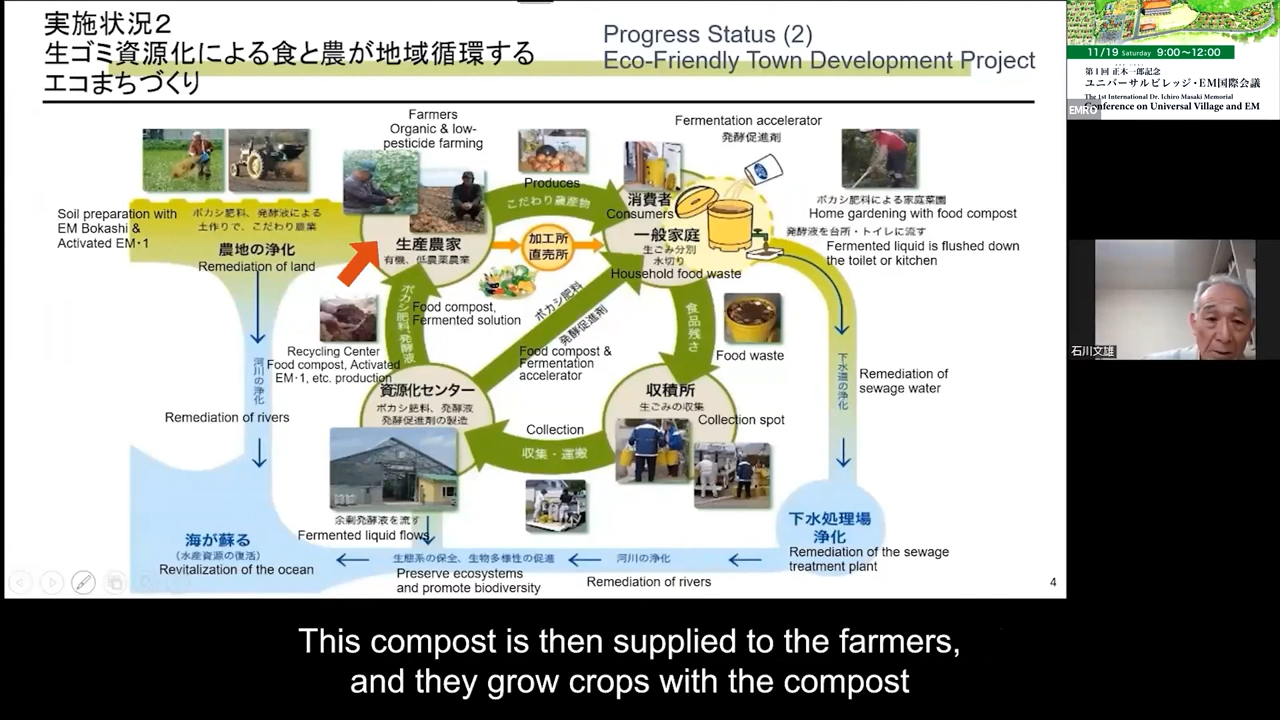 実施状況2
生ゴミ資源化による食と農が地域循環する
エコまちづくり
Progress Status (2)
Eco-Friendly Town Development Project
11/19 Saturday 9:00~12:00
第1回 正木一郎記念
ユニバーサルビレッジ・EM国際会議
The 1st International Dr. Ichiro Masaki Memorial
Conference on Universal Village and EM
EMRO
Farmers
Organic & low-
pesticide farming
Produces
こだわり農産物
Fermentation accelerator
発酵促進剤
Soil preparation with
EM Bokashi &
Activated EM・1
ボカシ肥料、発酵液による
土作りで、こだわり農業
農地の浄化
Remediation of land
生産農家
有機、低農薬農業
加工所
直売所
消費者
Consumers
一般家庭
生ごみ分別
水切り
Household food waste
ボカシ肥料による家庭菜園
Home gardening with food compost
発酵液を台所・トイレに流す
Fermented liquid is flushed down
the toilet or kitchen
ボカシ肥料、発酵液
Food compost,
Fermented solution
ボカシ肥料
発酵促進剤
Food compost &
Fermentation
accelerator
食品残さ
Food waste
Recycling Center
Food compost, Activated
EM・1, etc. production
河川の浄化
Remediation of rivers
資源化センター
ボカシ肥料、発酵液
発酵促進剤の製造
収積所
生ごみの収集
Collection spot
Collection
収集・運搬
下水道の浄化
Remediation of
sewage water
余剰発酵液を流す
Fermented liquid flows
海が蘇る
(水産資源の復活)
Revitalization of the ocean
生態系の保全、生物多様性の促進
Preserve ecosystems
and promote biodiversity
河川の浄化
Remediation of rivers
下水処理場
浄化
Remediation of the sewage
treatment plant
4
石川文雄
This compost is then supplied to the farmers,
and they grow crops with the compost